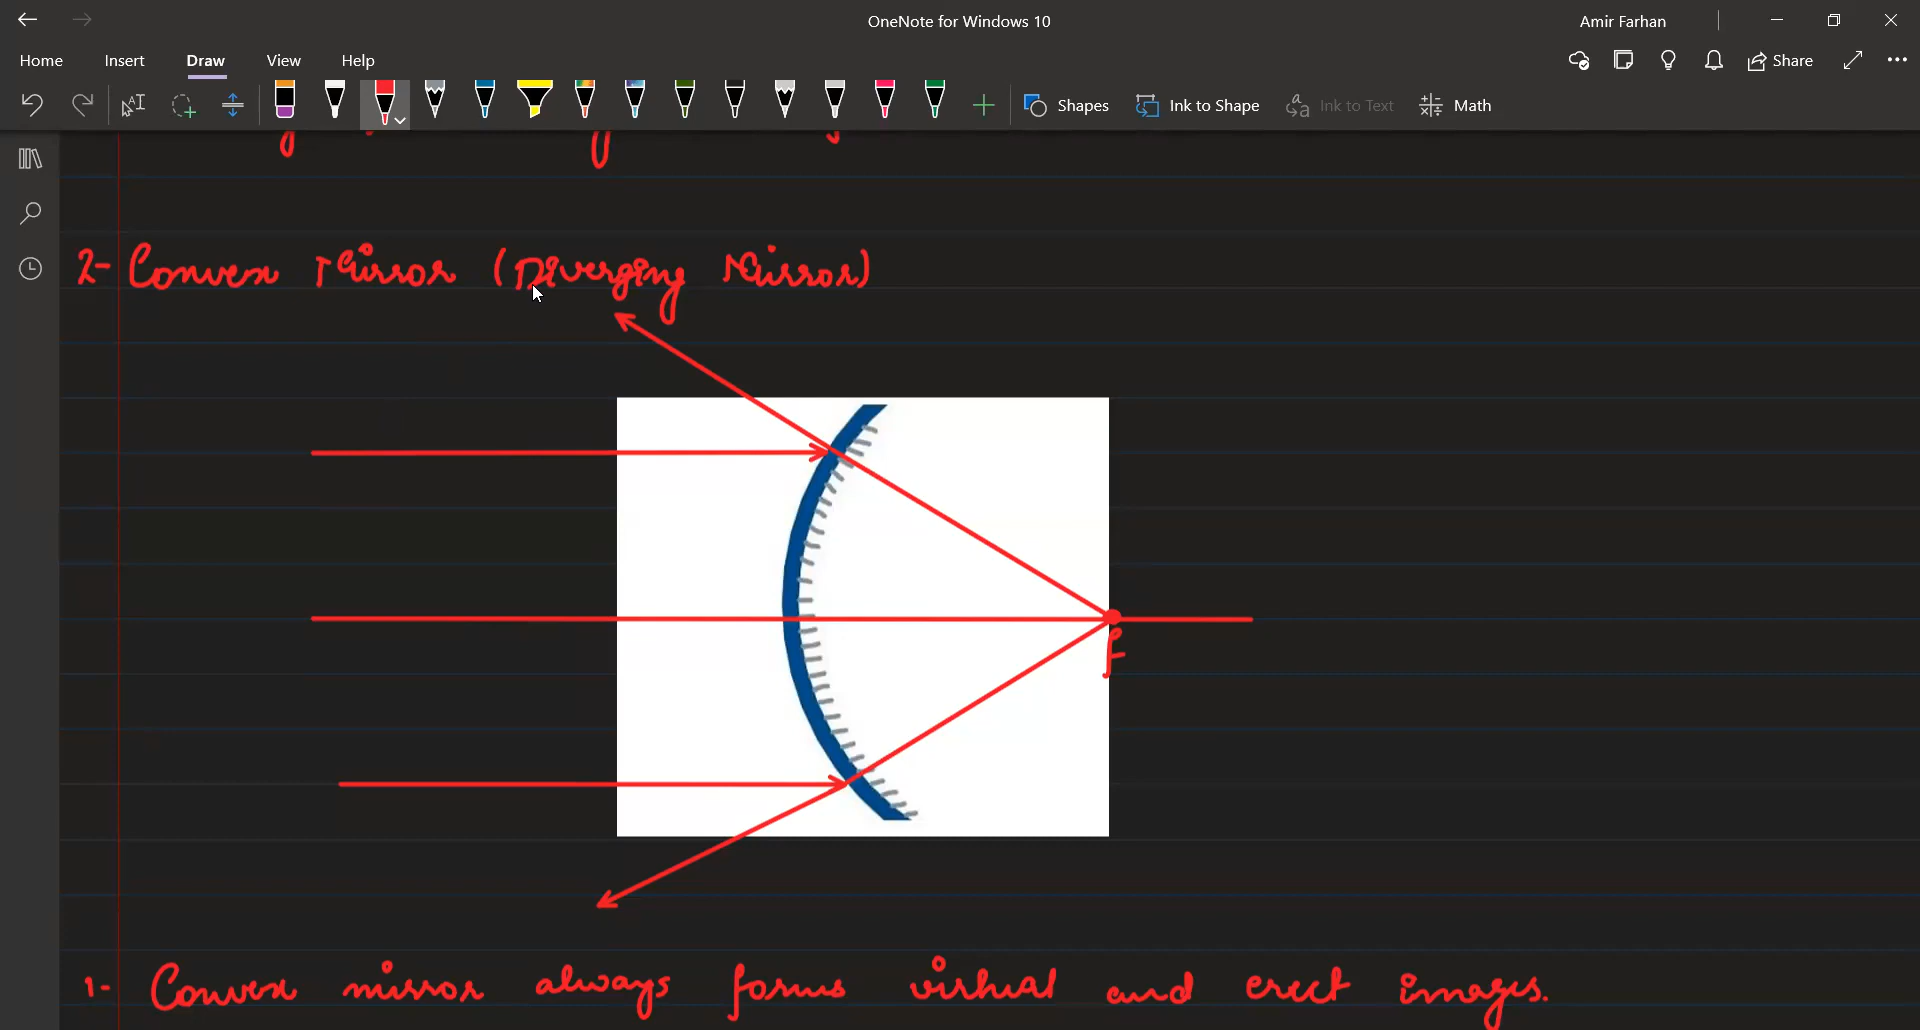 OneNote for Windows 10
Amir Farhan
Home Insert Draw View Help
Share
Shapes Ink to Shape Ink to Text Math
2- Convex Mirror (Diverging Mirror)
F
1- Convex mirror always forms virtual and erect images.